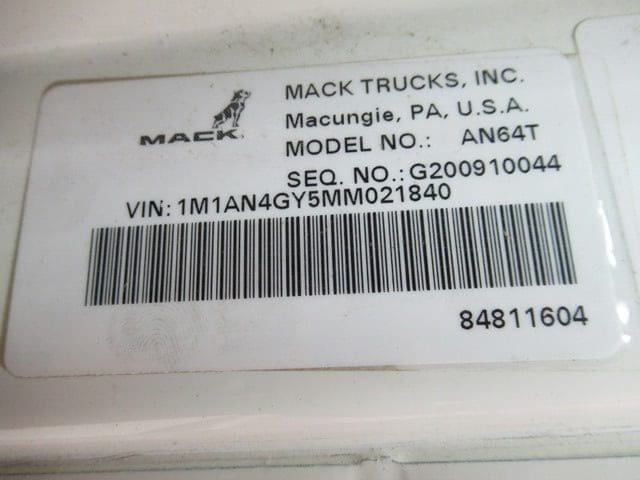 MACK
MACK TRUCKS, INC.
Macungie, PA, U.S.A.
MODEL NO.: AN64T
SEQ. NO.: G200910044
VIN: 1M1AN4GY5MM021840
84811604